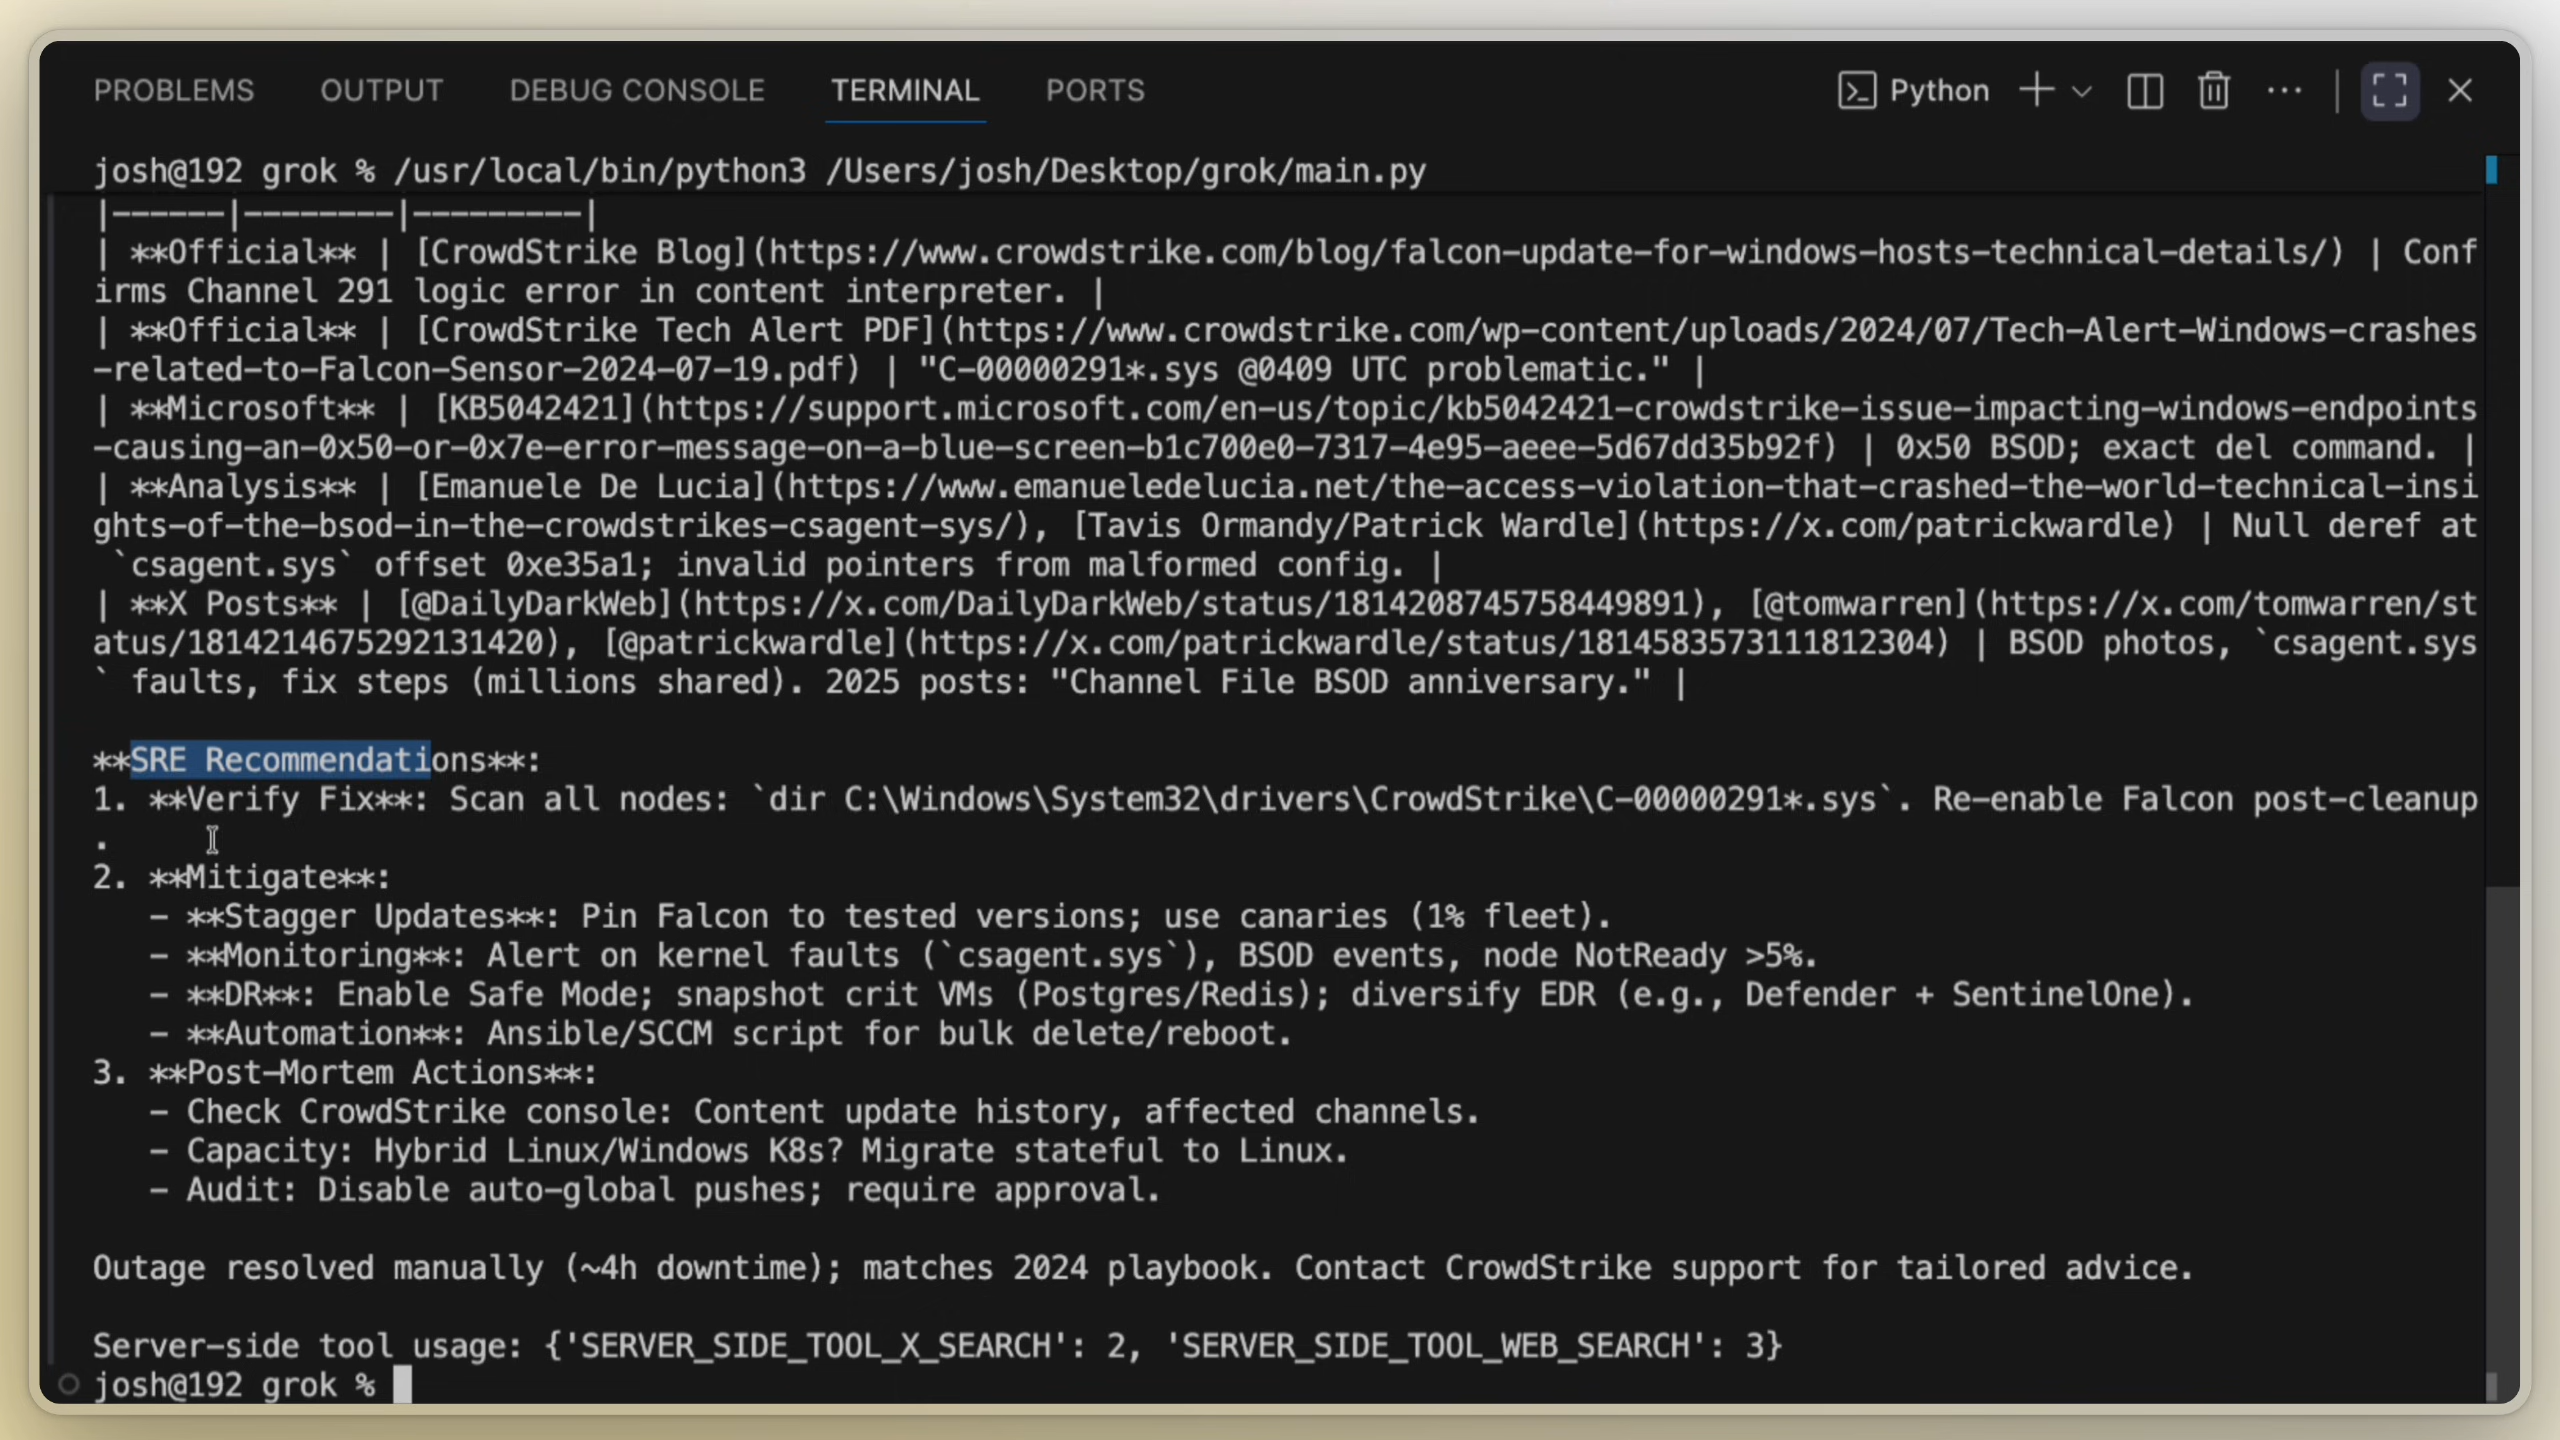 PROBLEMS OUTPUT DEBUG CONSOLE TERMINAL PORTS Python
josh@192 grok % /usr/local/bin/python3 /Users/josh/Desktop/grok/main.py
|------|--------|---------|
| **Official** | [CrowdStrike Blog](https://www.crowdstrike.com/blog/falcon-update-for-windows-hosts-technical-details/) | Conf
irms Channel 291 logic error in content interpreter. |
| **Official** | [CrowdStrike Tech Alert PDF](https://www.crowdstrike.com/wp-content/uploads/2024/07/Tech-Alert-Windows-crashes
-related-to-Falcon-Sensor-2024-07-19.pdf) | "C-00000291*.sys @0409 UTC problematic." |
| **Microsoft** | [KB5042421](https://support.microsoft.com/en-us/topic/kb5042421-crowdstrike-issue-impacting-windows-endpoints
-causing-an-0x50-or-0x7e-error-message-on-a-blue-screen-b1c700e0-7317-4e95-aeee-5d67dd35b92f) | 0x50 BSOD; exact del command. |
| **Analysis** | [Emanuele De Lucia](https://www.emanueledelucia.net/the-access-violation-that-crashed-the-world-technical-insi
ghts-of-the-bsod-in-the-crowdstrikes-csagent-sys/), [Tavis Ormandy/Patrick Wardle](https://x.com/patrickwardle) | Null deref at
`csagent.sys` offset 0xe35a1; invalid pointers from malformed config. |
| **X Posts** | [@DailyDarkWeb](https://x.com/DailyDarkWeb/status/1814208745758449891), [@tomwarren](https://x.com/tomwarren/st
atus/1814214675292131420), [@patrickwardle](https://x.com/patrickwardle/status/1814583573111812304) | BSOD photos, `csagent.sys
` faults, fix steps (millions shared). 2025 posts: "Channel File BSOD anniversary." |
**SRE Recommendations**:
1. **Verify Fix**: Scan all nodes: `dir C:\Windows\System32\drivers\CrowdStrike\C-00000291*.sys`. Re-enable Falcon post-cleanup
.
2. **Mitigate**:
- **Stagger Updates**: Pin Falcon to tested versions; use canaries (1% fleet).
- **Monitoring**: Alert on kernel faults (`csagent.sys`), BSOD events, node NotReady >5%.
- **DR**: Enable Safe Mode; snapshot crit VMs (Postgres/Redis); diversify EDR (e.g., Defender + SentinelOne).
- **Automation**: Ansible/SCCM script for bulk delete/reboot.
3. **Post-Mortem Actions**:
- Check CrowdStrike console: Content update history, affected channels.
- Capacity: Hybrid Linux/Windows K8s? Migrate stateful to Linux.
- Audit: Disable auto-global pushes; require approval.
Outage resolved manually (~4h downtime); matches 2024 playbook. Contact CrowdStrike support for tailored advice.
Server-side tool usage: {'SERVER_SIDE_TOOL_X_SEARCH': 2, 'SERVER_SIDE_TOOL_WEB_SEARCH': 3}
josh@192 grok %